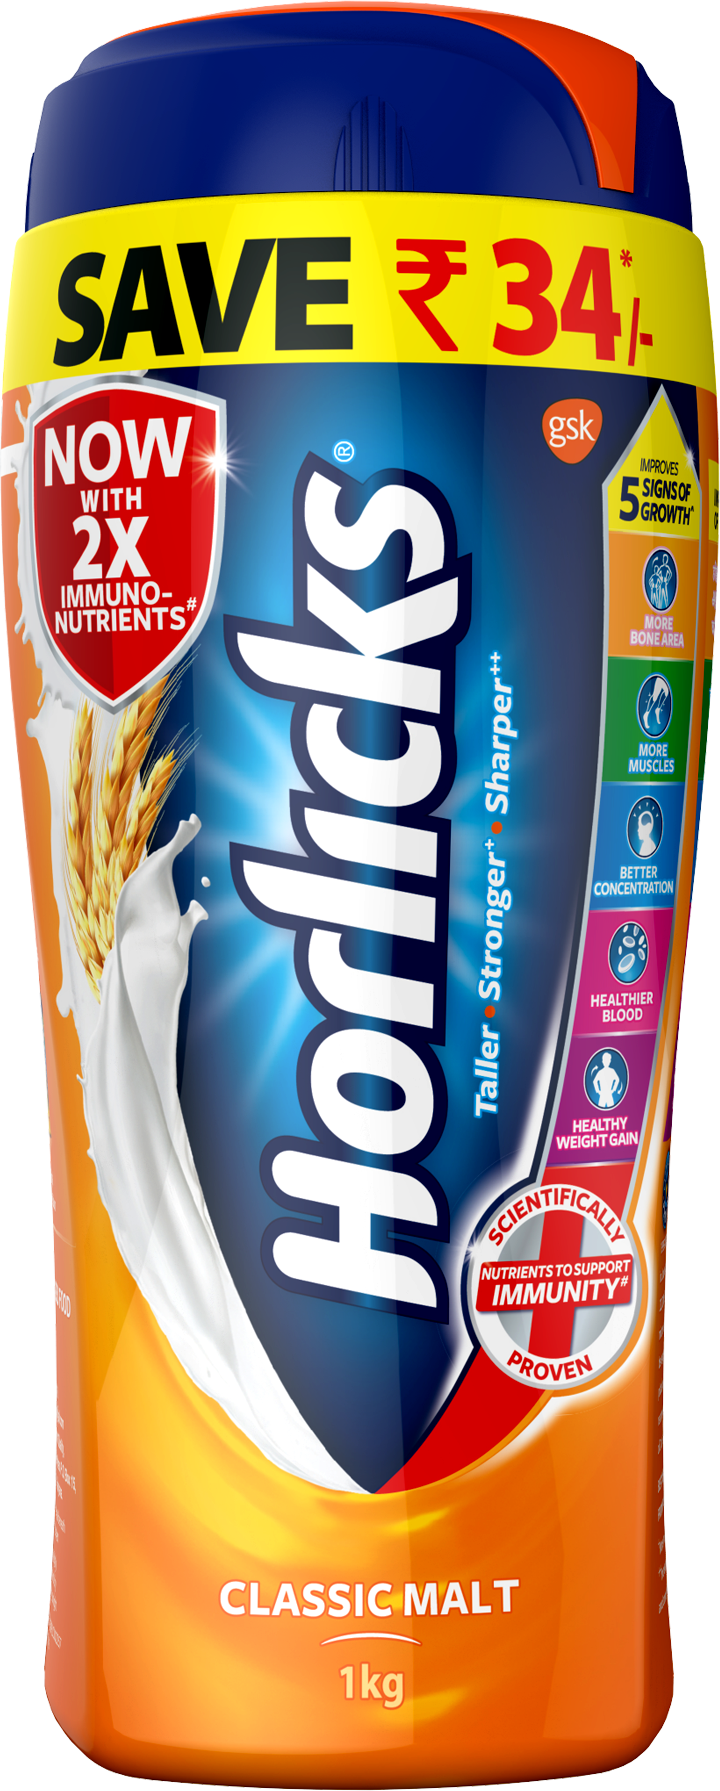 SAVE ₹ 34*/-
NOW
WITH
2X
IMMUNO-
NUTRIENTS#
gsk
IMPROVES
5 SIGNS OF
GROWTH^
MORE
BONE AREA
MORE
MUSCLES
BETTER
CONCENTRATION
HEALTHIER
BLOOD
HEALTHY
WEIGHT GAIN
Horlicks®
Taller • Stronger+ • Sharper++
SCIENTIFICALLY
NUTRIENTS TO SUPPORT
IMMUNITY#
PROVEN
CLASSIC MALT
1kg